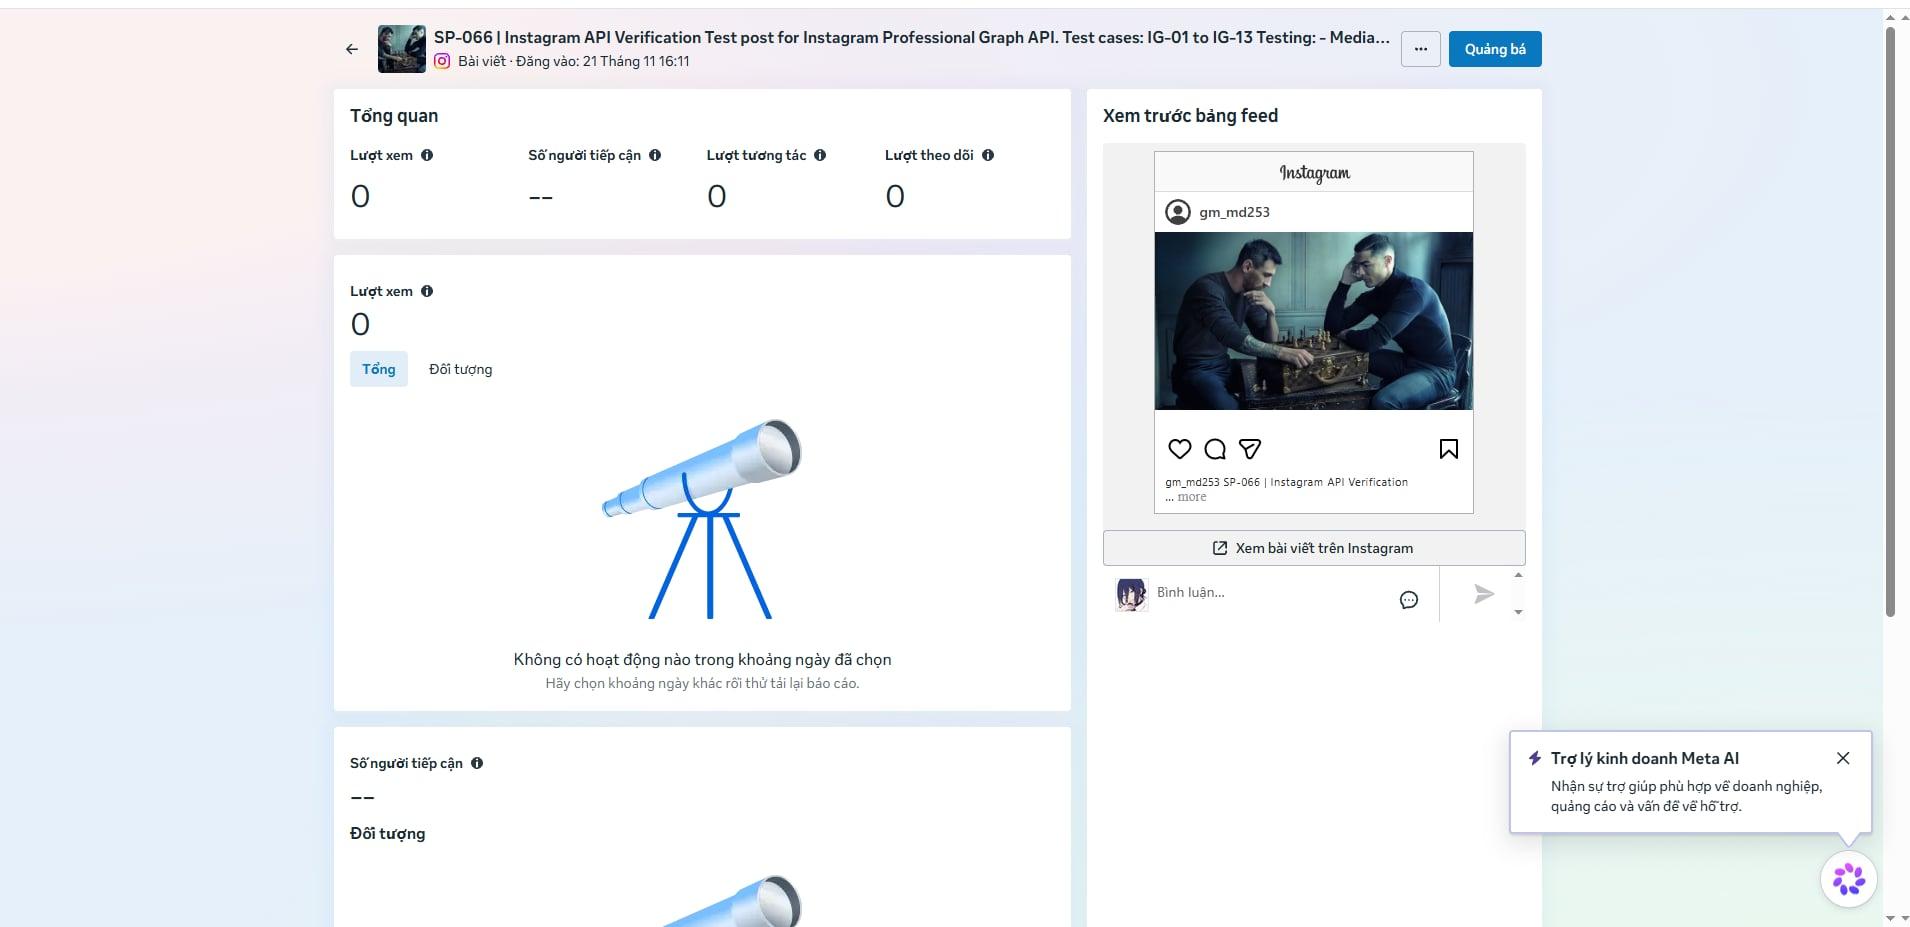 SP-066 | Instagram API Verification Test post for Instagram Professional Graph API. Test cases: IG-01 to IG-13 Testing: - Media...
Bài viết · Đăng vào: 21 Tháng 11 16:11
Quảng bá
Tổng quan
Lượt xem
Số người tiếp cận
Lượt tương tác
Lượt theo dõi
0
--
0
0
Lượt xem
0
Tổng
Đối tượng
Không có hoạt động nào trong khoảng ngày đã chọn
Hãy chọn khoảng ngày khác rồi thử tải lại báo cáo.
Số người tiếp cận
--
Đối tượng
Xem trước bảng feed
Instagram
gm_md253
gm_md253 SP-066 | Instagram API Verification
... more
Xem bài viết trên Instagram
Bình luận...
Trợ lý kinh doanh Meta AI
Nhận sự trợ giúp phù hợp về doanh nghiệp,
quảng cáo và vấn đề về hỗ trợ.